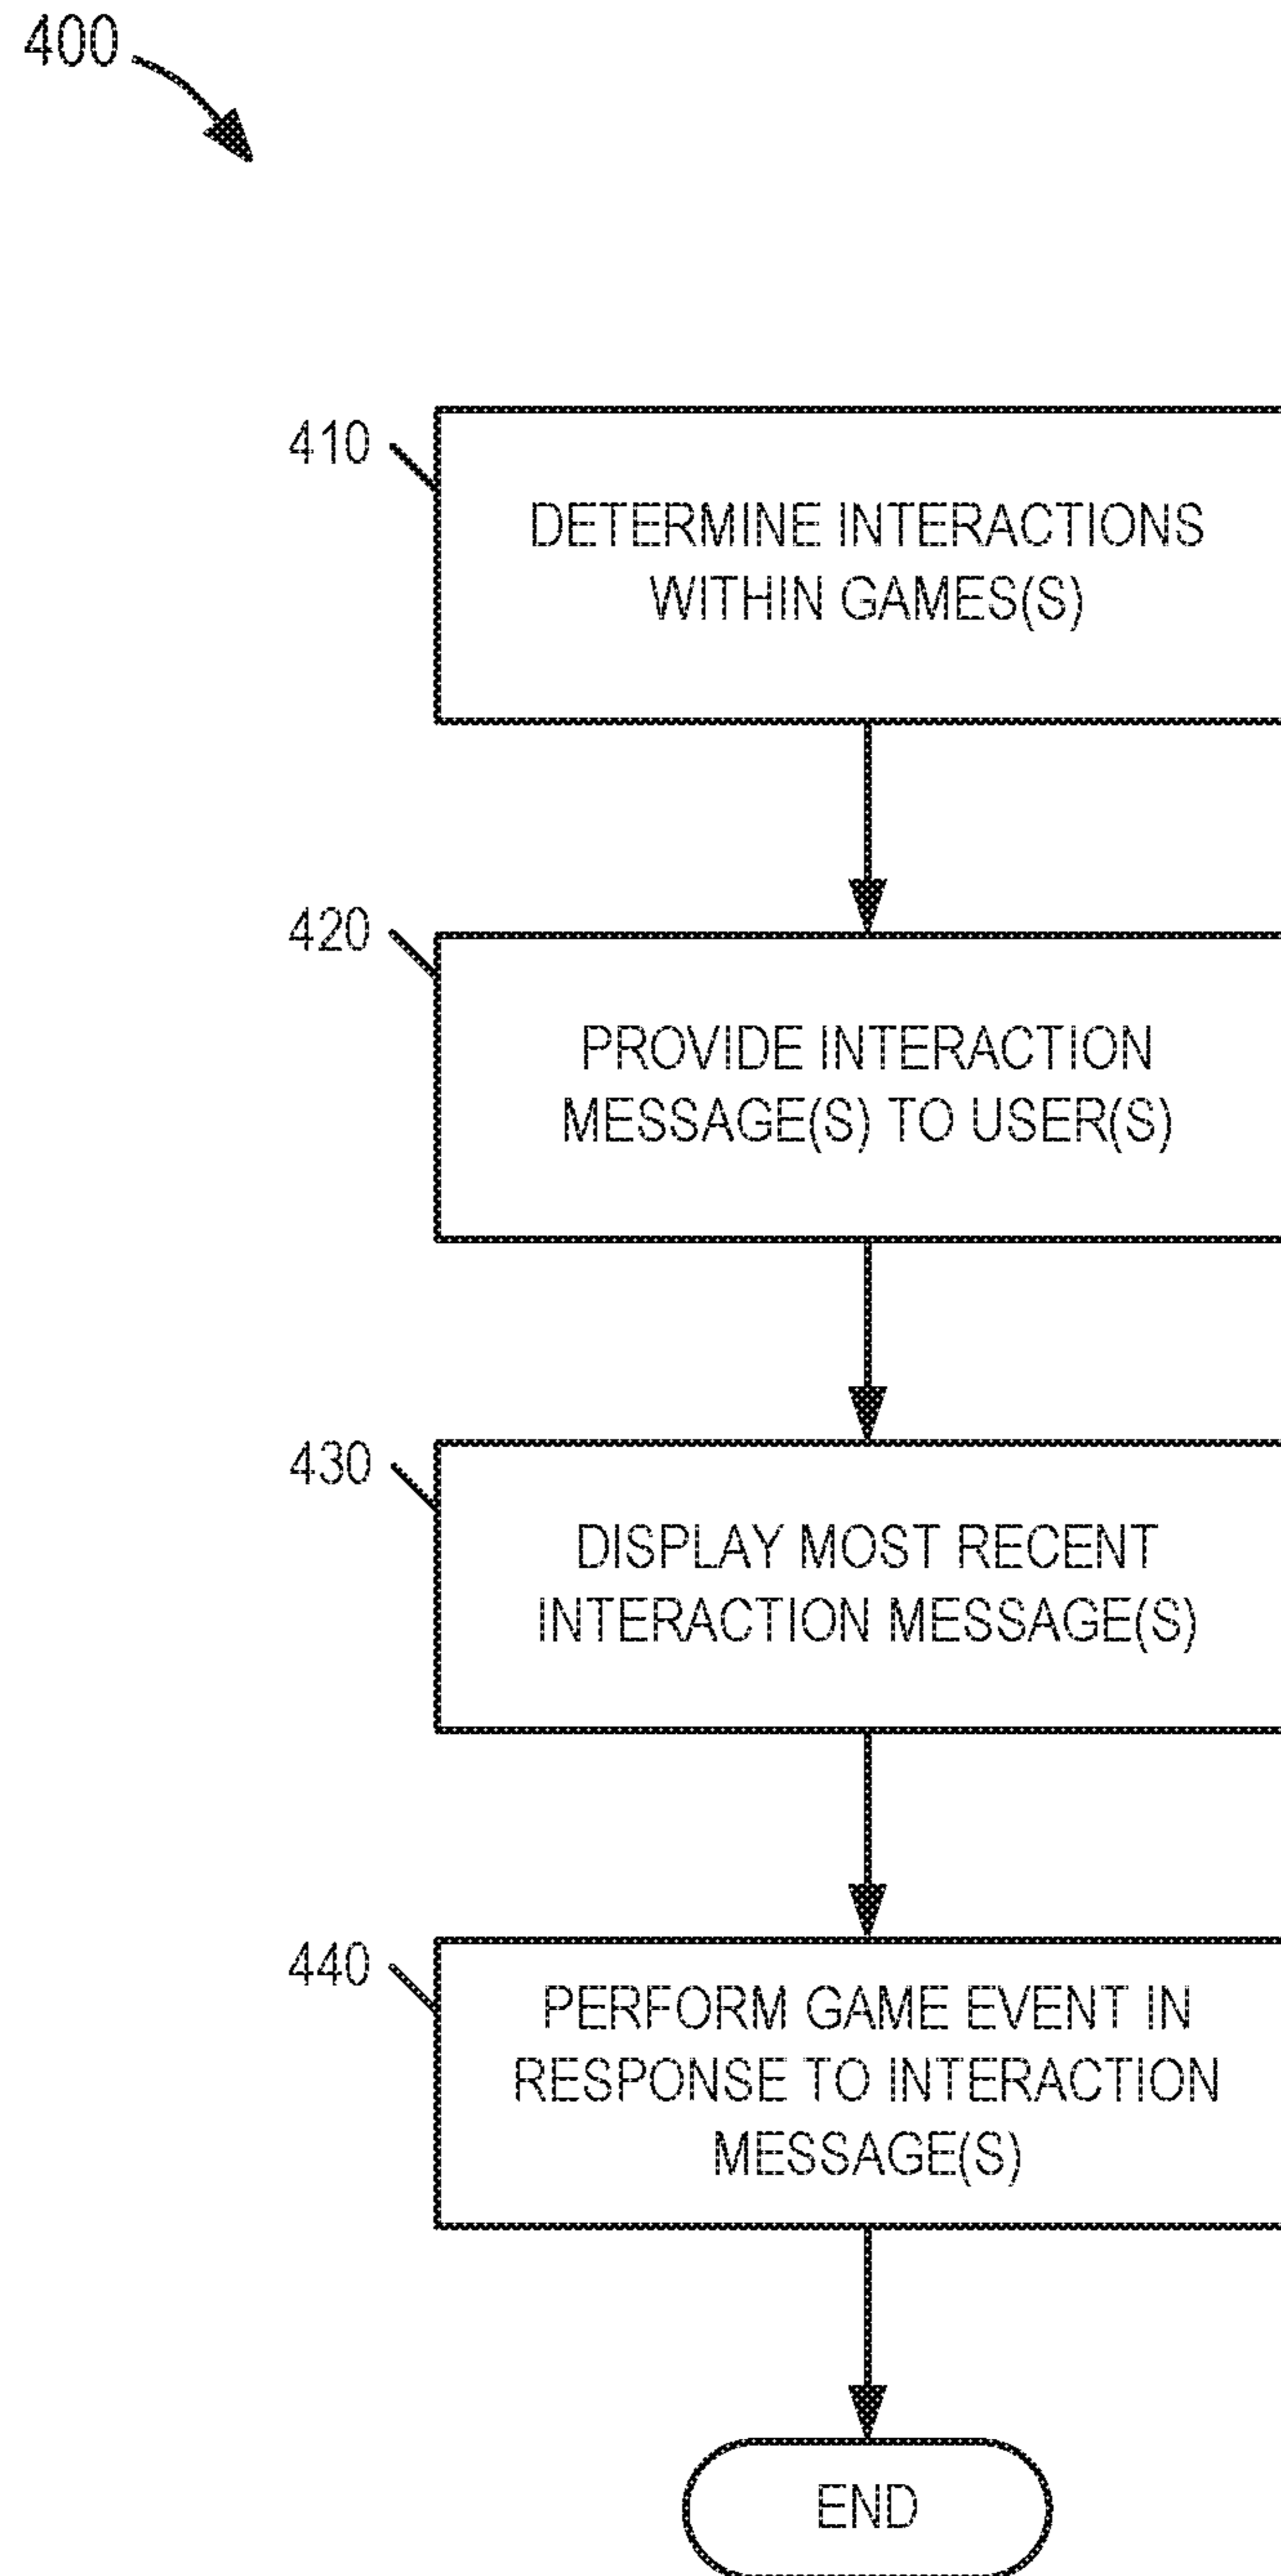 400
410
DETERMINE INTERACTIONS
WITHIN GAMES(S)
420
PROVIDE INTERACTION
MESSAGE(S) TO USER(S)
430
DISPLAY MOST RECENT
INTERACTION MESSAGE(S)
440
PERFORM GAME EVENT IN
RESPONSE TO INTERACTION
MESSAGE(S)
END